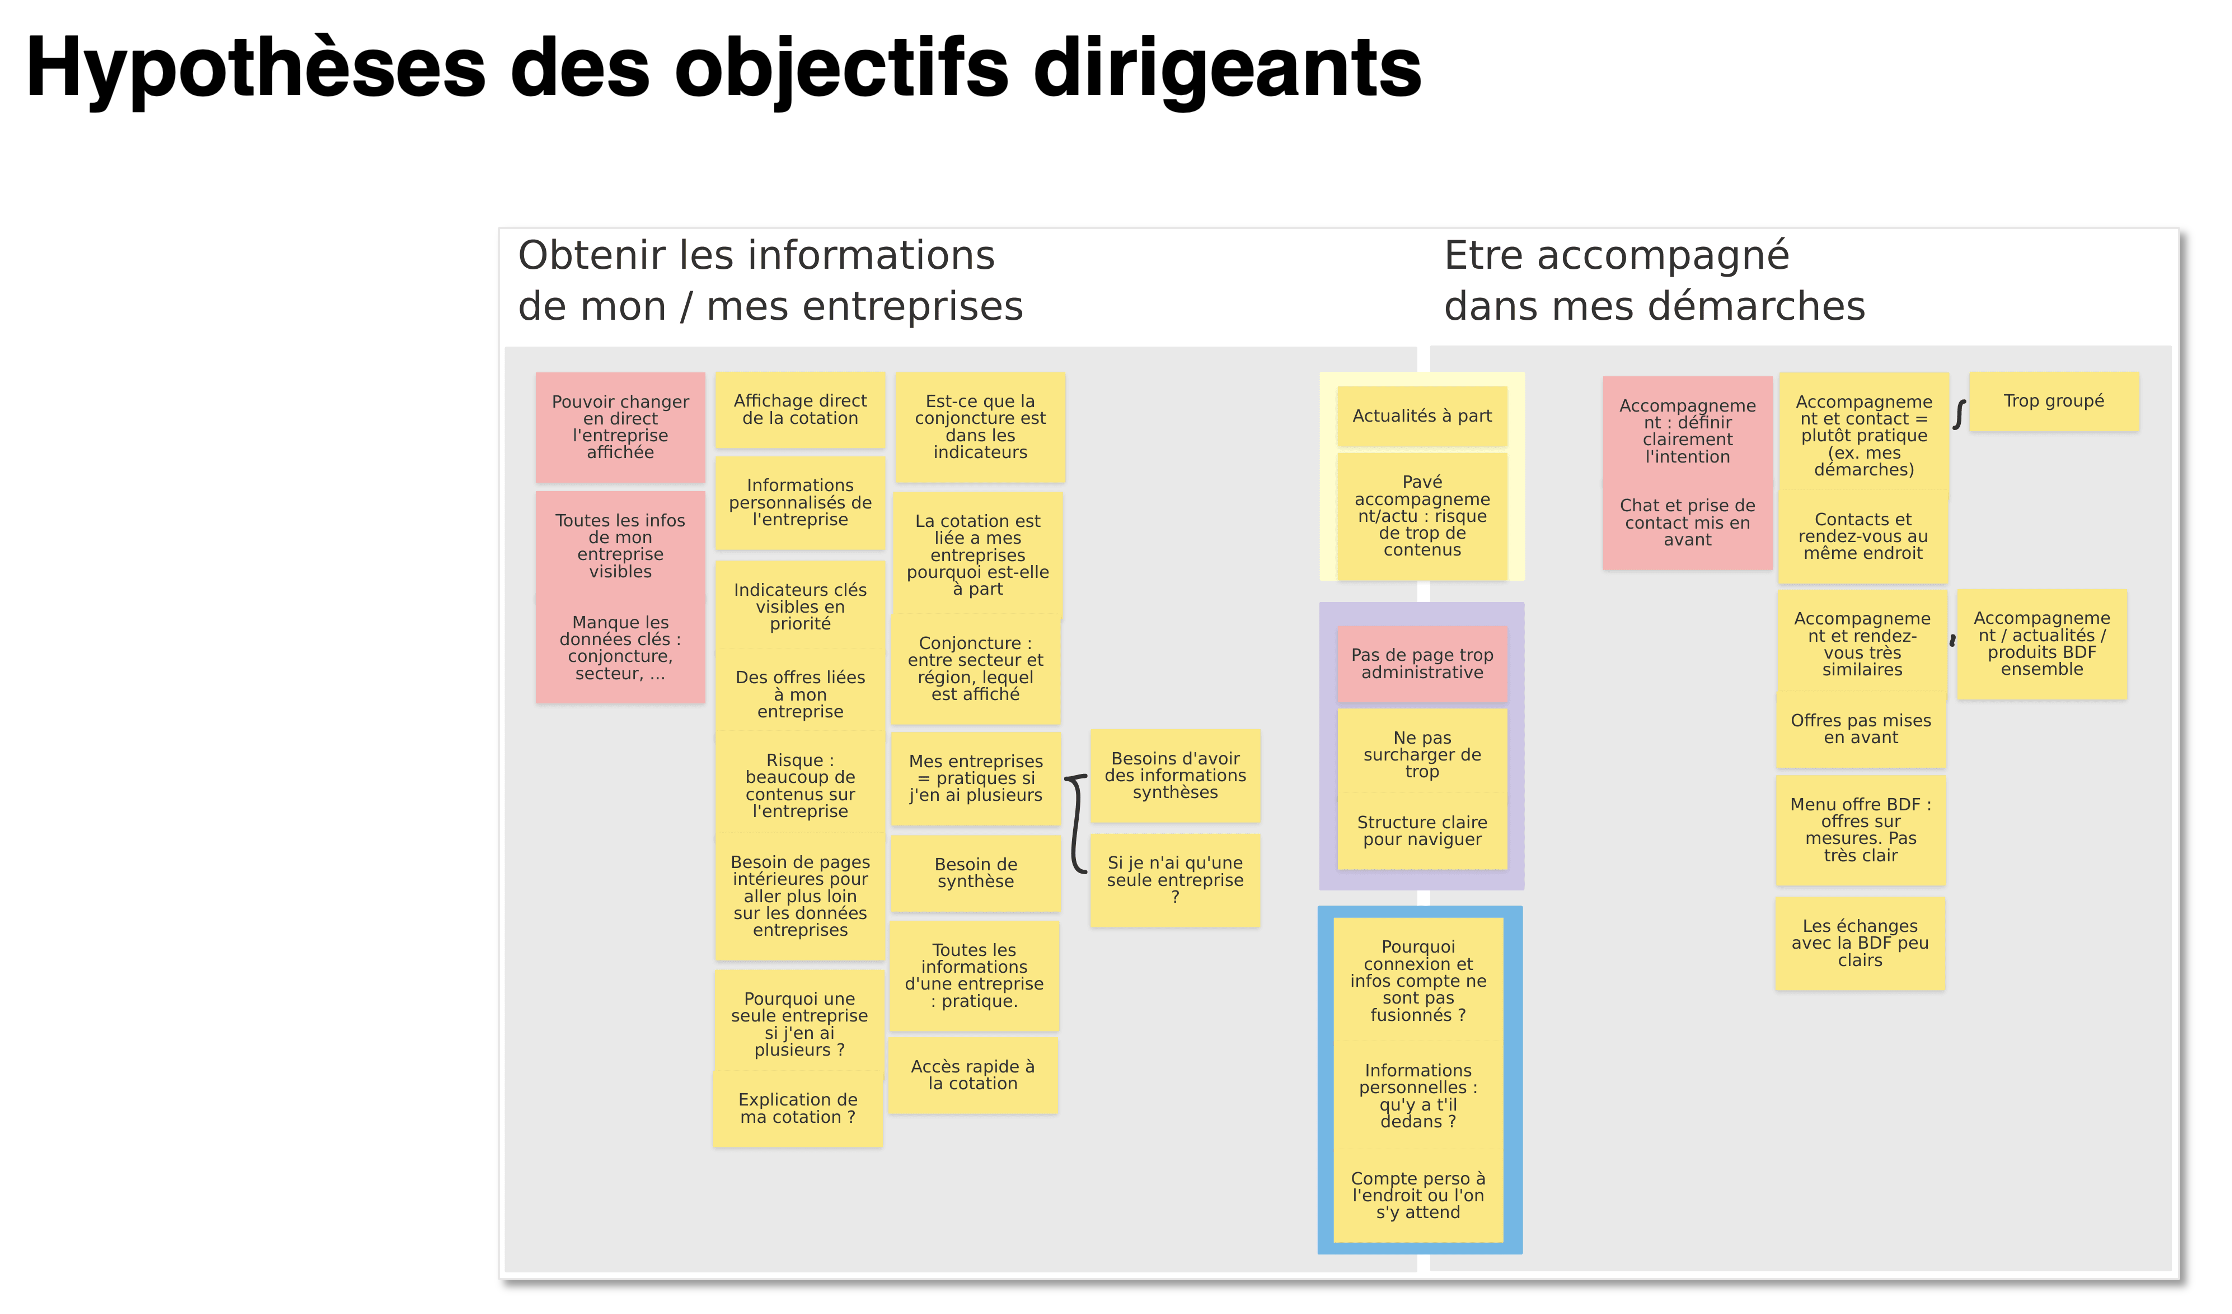 Hypothèses des objectifs dirigeants
Obtenir les informations
de mon / mes entreprises
Pouvoir changer
en direct
l'entreprise
affichée
Toutes les infos
de mon
entreprise
visibles
Manque les
données clés :
conjoncture,
secteur, ...
Affichage direct
de la cotation
Informations
personnalisés de
l'entreprise
Indicateurs clés
visibles en
priorité
Des offres liées
à mon
entreprise
Risque :
beaucoup de
contenus sur
l'entreprise
Besoin de pages
intérieures pour
aller plus loin
sur les données
entreprises
Pourquoi une
seule entreprise
si j'en ai
plusieurs ?
Explication de
ma cotation ?
Est-ce que la
conjoncture est
dans les
indicateurs
La cotation est
liée a mes
entreprises
pourquoi est-elle
à part
Conjoncture :
entre secteur et
région, lequel
est affiché
Mes entreprises
= pratiques si
j'en ai plusieurs
Besoin de
synthèse
Toutes les
informations
d'une entreprise
: pratique.
Accès rapide à
la cotation
Besoins d'avoir
des informations
synthèses
Si je n'ai qu'une
seule entreprise
?
Actualités à part
Pavé
accompagneme
nt/actu : risque
de trop de
contenus
Pas de page trop
administrative
Ne pas
surcharger de
trop
Structure claire
pour naviguer
Pourquoi
connexion et
infos compte ne
sont pas
fusionnés ?
Informations
personnelles :
qu'y a t'il
dedans ?
Compte perso à
l'endroit ou l'on
s'y attend
Etre accompagné
dans mes démarches
Accompagneme
nt : définir
clairement
l'intention
Chat et prise de
contact mis en
avant
Accompagneme
nt et contact =
plutôt pratique
(ex. mes
démarches)
Trop groupé
Contacts et
rendez-vous au
même endroit
Accompagneme
nt et rendez-
vous très
similaires
Accompagneme
nt / actualités /
produits BDF
ensemble
Offres pas mises
en avant
Menu offre BDF :
offres sur
mesures. Pas
très clair
Les échanges
avec la BDF peu
clairs